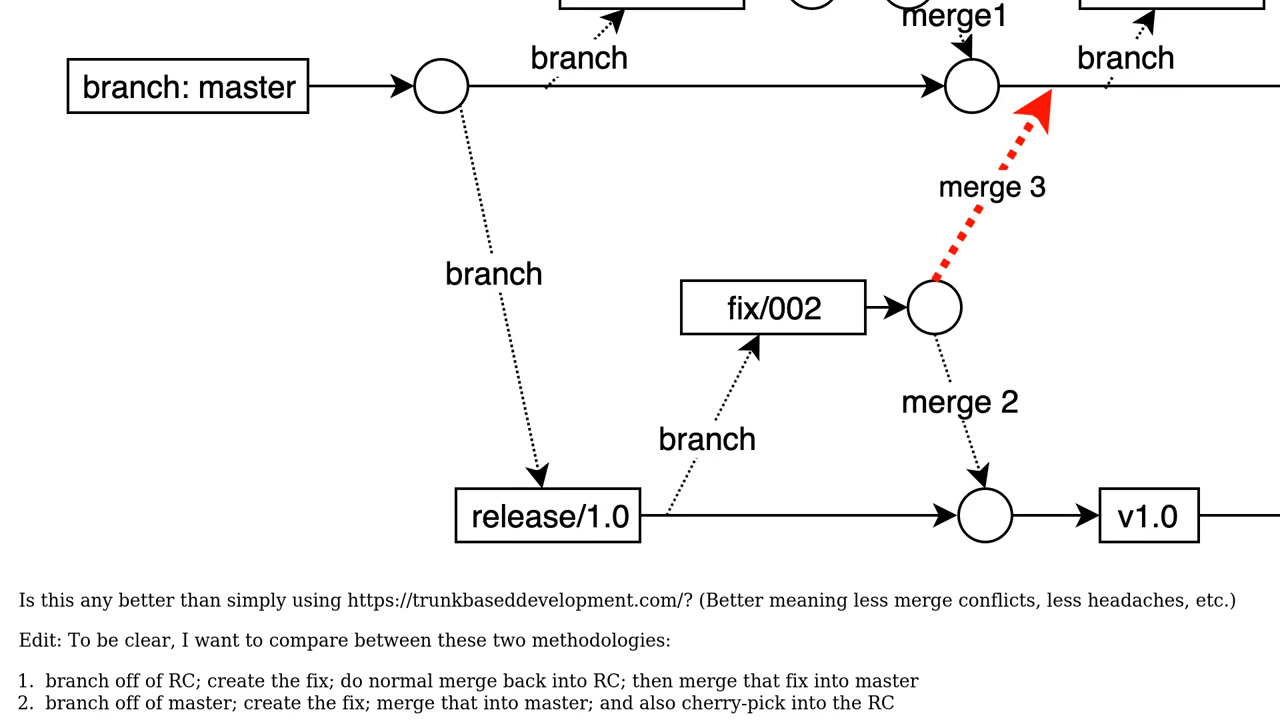 merge1
branch
branch
branch: master
merge 3
branch
fix/002
merge 2
branch
release/1.0
v1.0
Is this any better than simply using https://trunkbaseddevelopment.com/? (Better meaning less merge conflicts, less headaches, etc.)
Edit: To be clear, I want to compare between these two methodologies:
1. branch off of RC; create the fix; do normal merge back into RC; then merge that fix into master
2. branch off of master; create the fix; merge that into master; and also cherry-pick into the RC